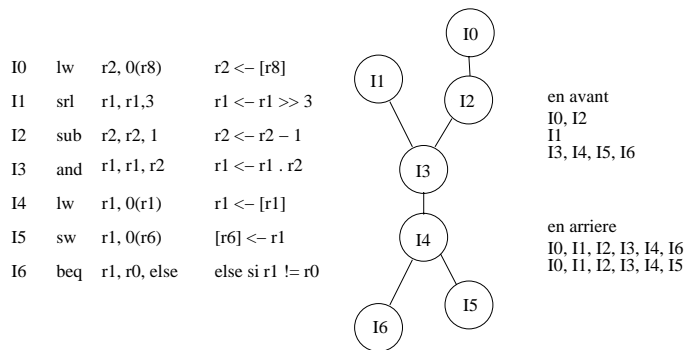 I0 lw r2, 0(r8) r2 <– [r8]
I1 srl r1, r1,3 r1 <– r1 >> 3
I2 sub r2, r2, 1 r2 <– r2 – 1
I3 and r1, r1, r2 r1 <– r1 . r2
I4 lw r1, 0(r1) r1 <– [r1]
I5 sw r1, 0(r6) [r6] <– r1
I6 beq r1, r0, else else si r1 != r0
I0
I1
I2
I3
I4
I6
I5
en avant
I0, I2
I1
I3, I4, I5, I6
en arriere
I0, I1, I2, I3, I4, I6
I0, I1, I2, I3, I4, I5